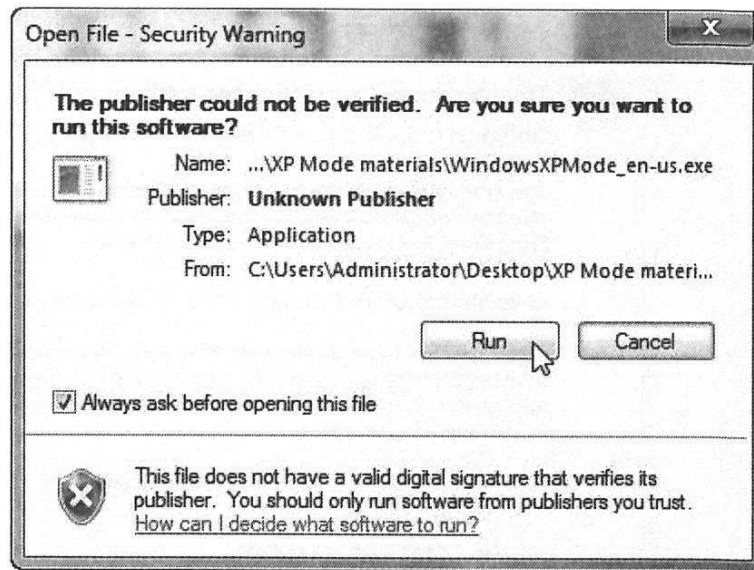 Open File - Security Warning
The publisher could not be verified. Are you sure you want to
run this software?
Name: ...\XP Mode materials\WindowsXPMode_en-us.exe
Publisher: Unknown Publisher
Type: Application
From: C:\Users\Administrator\Desktop\XP Mode materi...
Run
Cancel
Always ask before opening this file
This file does not have a valid digital signature that verifies its
publisher. You should only run software from publishers you trust.
How can I decide what software to run?